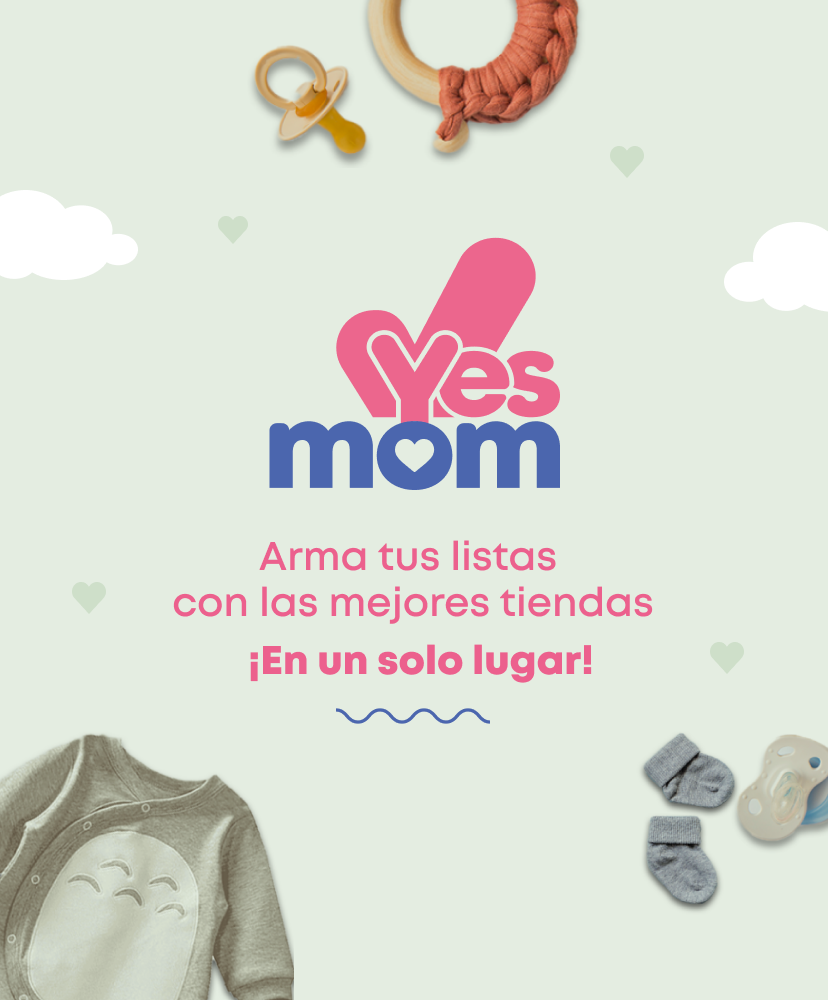 Yes
mom
Arma tus listas
con las mejores tiendas
¡En un solo lugar!